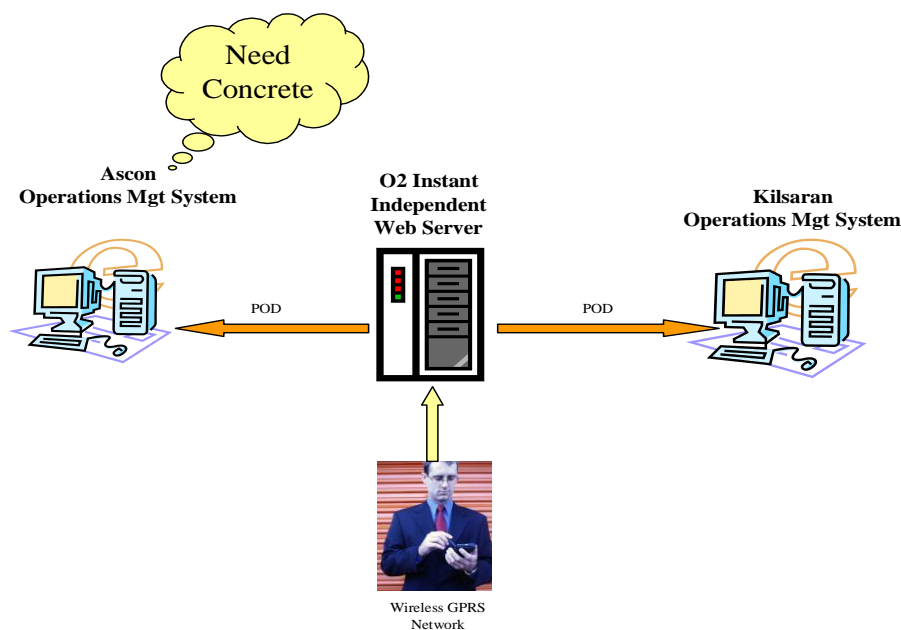 Need
Concrete
Ascon
Operations Mgt System
O2 Instant
Independent
Web Server
Kilsaran
Operations Mgt System
POD
POD
Wireless GPRS
Network